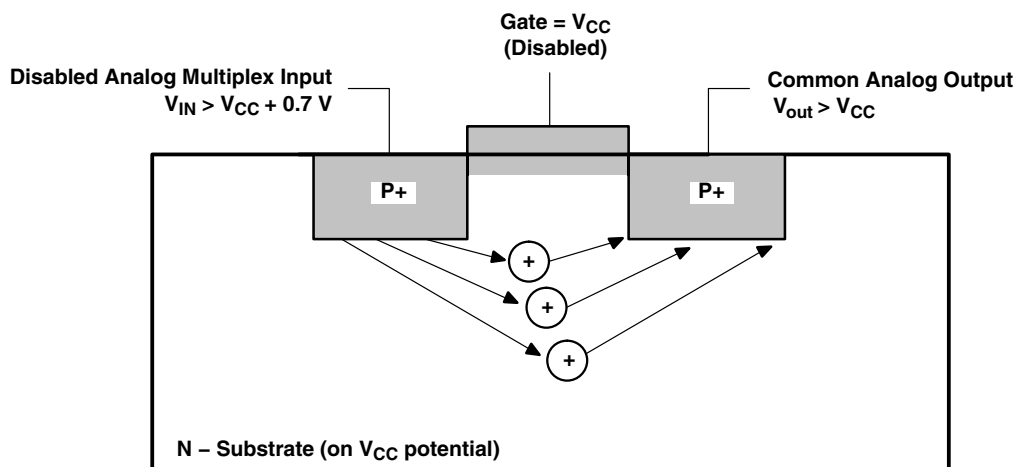 Gate = VCC
(Disabled)
Disabled Analog Multiplex Input
VIN > VCC + 0.7 V
Common Analog Output
Vout > VCC
P+
P+
+
+
+
N – Substrate (on VCC potential)